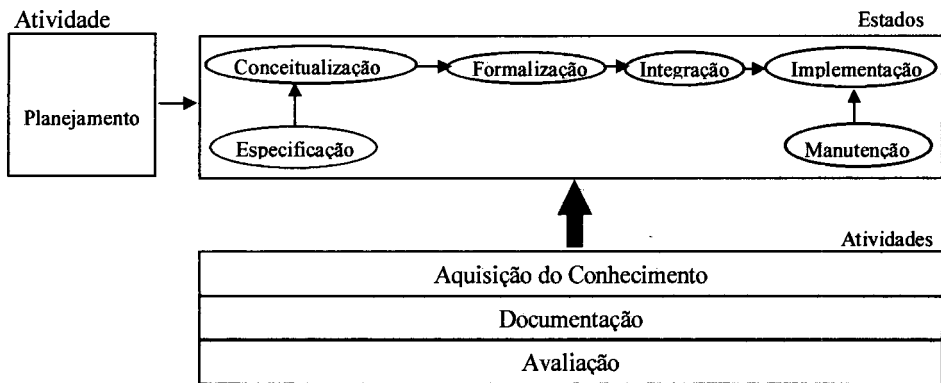 Atividade
Estados
Planejamento
Conceitualização
Formalização
Integração
Implementação
Especificação
Manutenção
Atividades
Aquisição do Conhecimento
Documentação
Avaliação